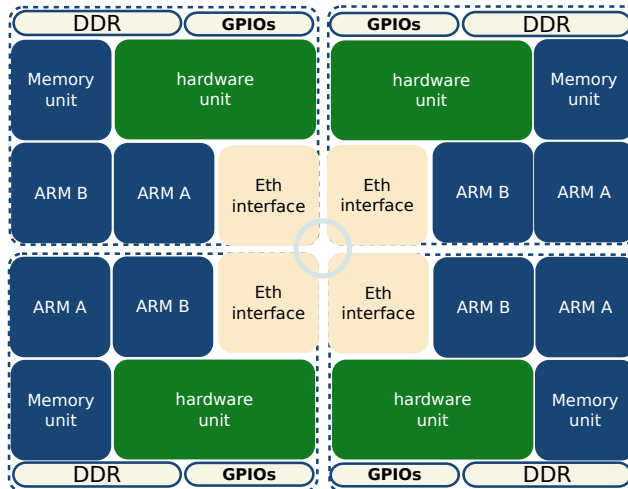 DDR
GPIOs
GPIOs
DDR
Memory
unit
hardware
unit
hardware
unit
Memory
unit
ARM B
ARM A
Eth
interface
Eth
interface
ARM B
ARM A
ARM A
ARM B
Eth
interface
Eth
interface
ARM B
ARM A
Memory
unit
hardware
unit
hardware
unit
Memory
unit
DDR
GPIOs
GPIOs
DDR